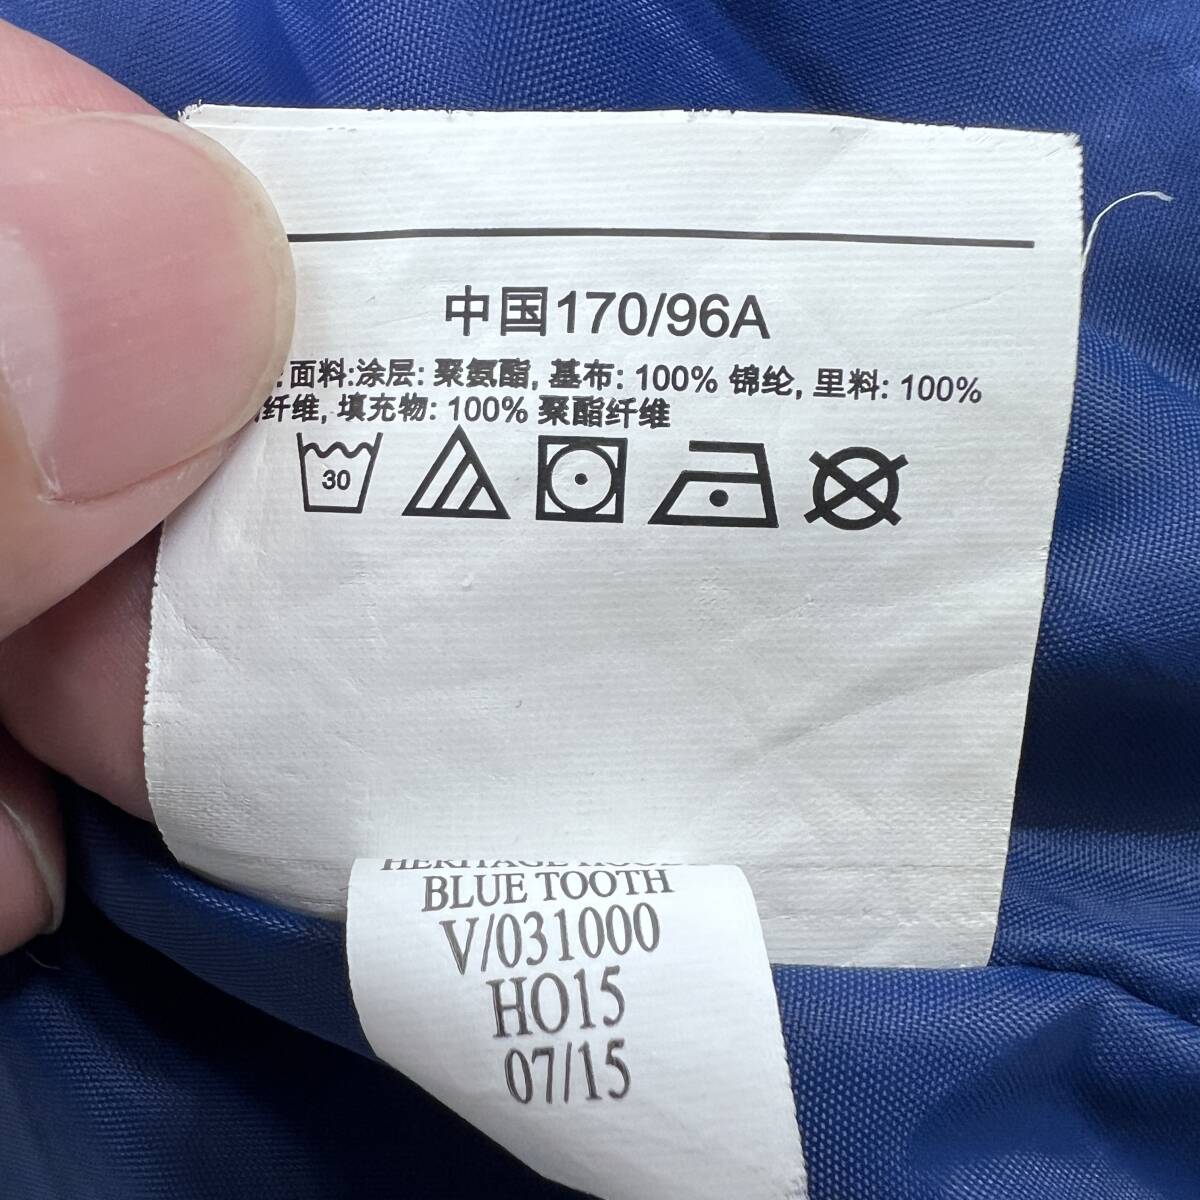 中国170/96A
面料:涂层: 聚氨酯, 基布: 100% 锦纶, 里料: 100%
纤维, 填充物: 100% 聚酯纤维
30
HERITAGE
BLUE TOOTH
V/031000
HO15
07/15